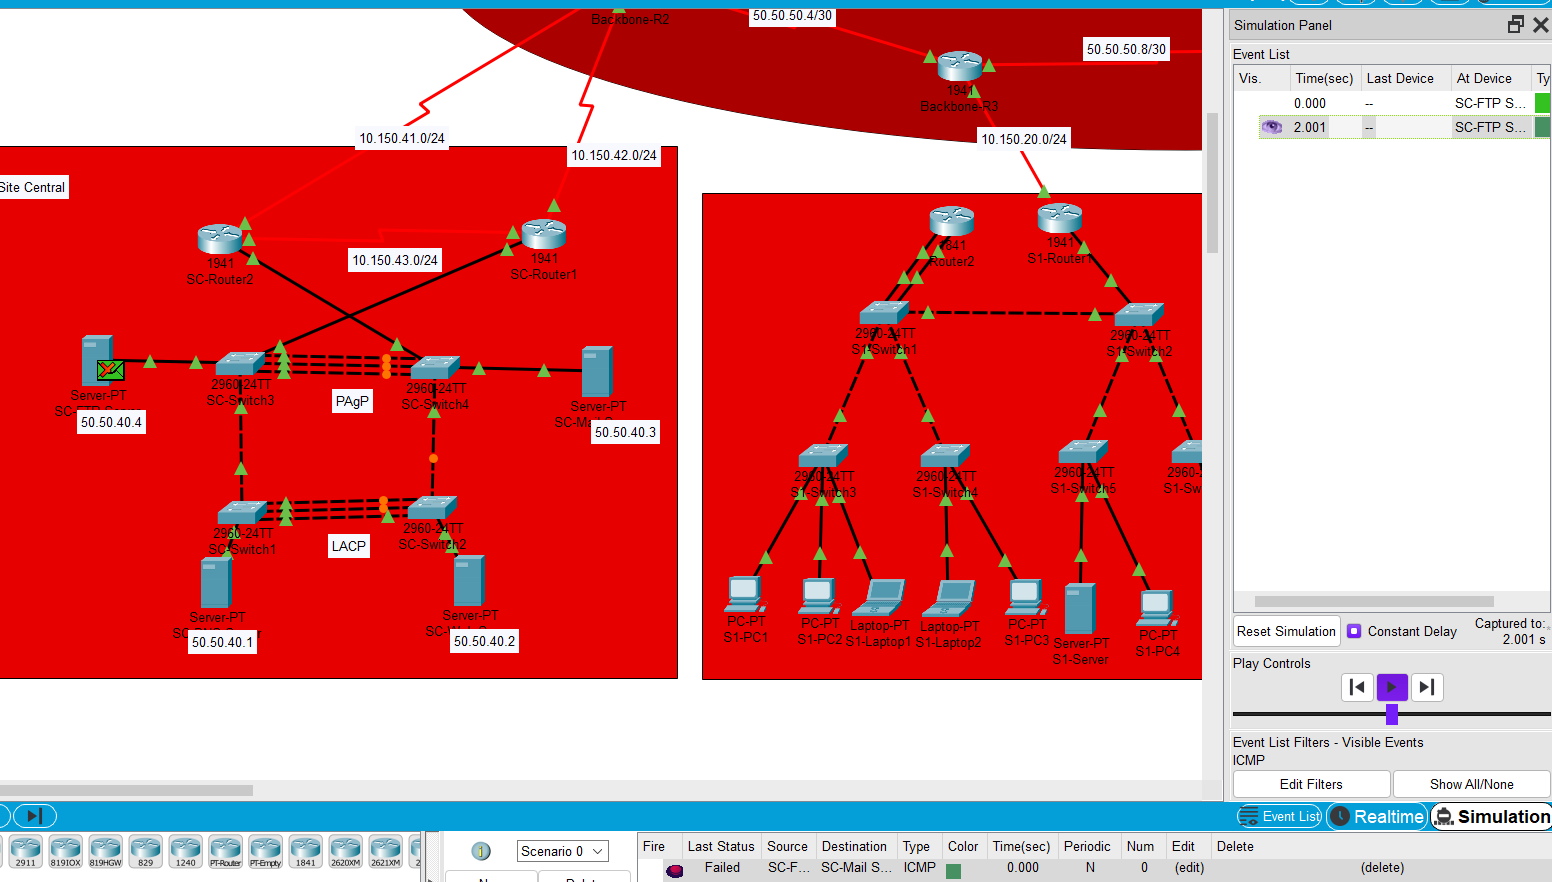 Backbone-R2
50.50.50.4/30
50.50.50.8/30
1941
Backbone-R3
10.150.41.0/24
10.150.42.0/24
10.150.20.0/24
Site Central
1941
SC-Router2
10.150.43.0/24
1941
SC-Router1
1841
Router2
1941
S1-Router1
2960-24TT
S1-Switch1
2960-24TT
S1-Switch2
Server-PT
50.50.40.4
2960-24TT
SC-Switch3
PAgP
2960-24TT
SC-Switch4
Server-PT
50.50.40.3
2960-24TT
S1-Switch3
2960-24TT
S1-Switch4
2960-24TT
S1-Switch5
2960-2
S1-Sw
2960-24TT
SC-Switch1
LACP
2960-24TT
SC-Switch2
Server-PT
50.50.40.1
Server-PT
50.50.40.2
PC-PT
S1-PC1
PC-PT
S1-PC2
Laptop-PT
S1-Laptop1
Laptop-PT
S1-Laptop2
PC-PT
S1-PC3
Server-PT
S1-Server
PC-PT
S1-PC4
Simulation Panel
Event List
Vis. Time(sec) Last Device At Device Ty
0.000 -- SC-FTP S...
2.001 -- SC-FTP S...
Reset Simulation Constant Delay Captured to:
2.001 s
Play Controls
Event List Filters - Visible Events
ICMP
Edit Filters Show All/None
Event List Realtime Simulation
2911 819IOX 819HGW 829 1240 PT-Router PT-Empty 1841 2620XM 2621XM
Scenario 0
Fire Last Status Source Destination Type Color Time(sec) Periodic Num Edit Delete
Failed SC-F... SC-Mail S... ICMP 0.000 N 0 (edit) (delete)